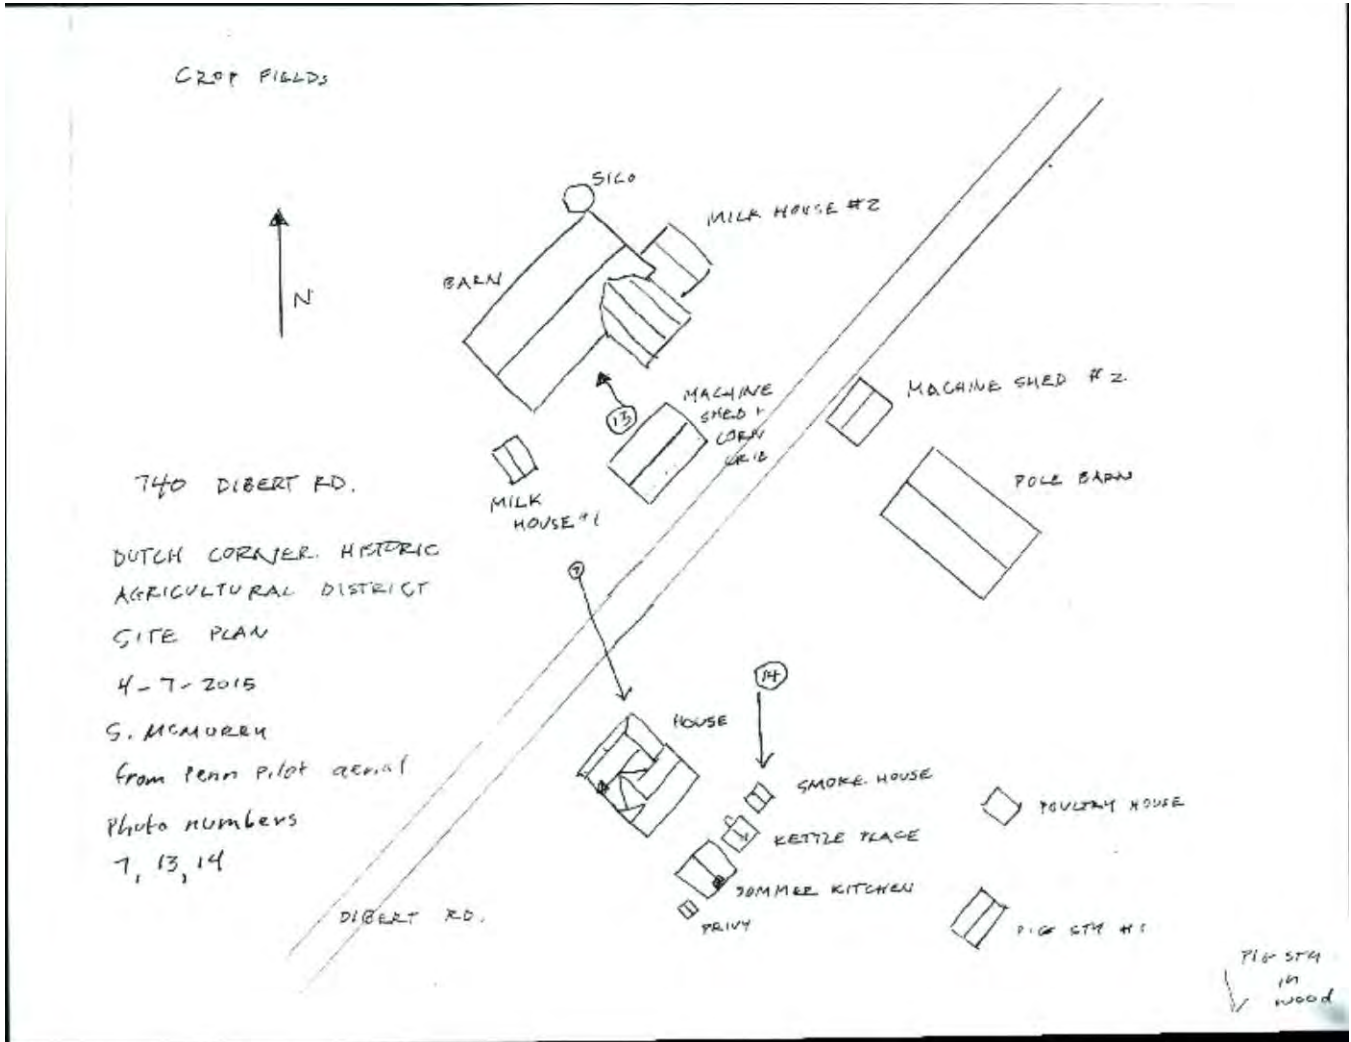 CROP FIELDS
SILO
MILK HOUSE #2
BARN
N
13
MACHINE
SHED &
CORN
CRIB
MACHINE SHED #2
POLE BARN
MILK
HOUSE #1
740 DIBERT RD.
DUTCH CORNER HISTORIC
AGRICULTURAL DISTRICT
SITE PLAN
4-7-2015
S. MCMURRY
from Penn Pilot aerial
Photo numbers
7, 13, 14
7
14
HOUSE
SMOKE HOUSE
KETTLE PLACE
SUMMER KITCHEN
PRIVY
POULTRY HOUSE
PIG STY #1
DIBERT RD.
PIG STY
in
wood